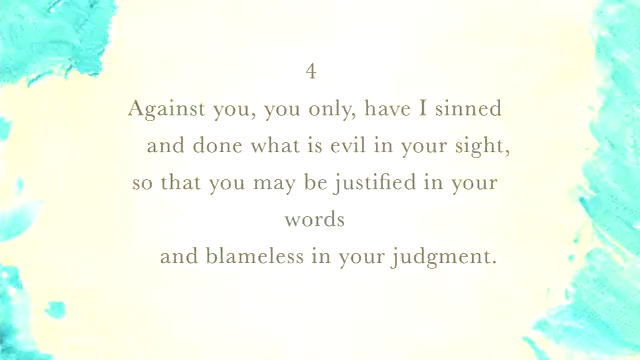 4
Against you, you only, have I sinned
and done what is evil in your sight,
so that you may be justified in your
words
and blameless in your judgment.